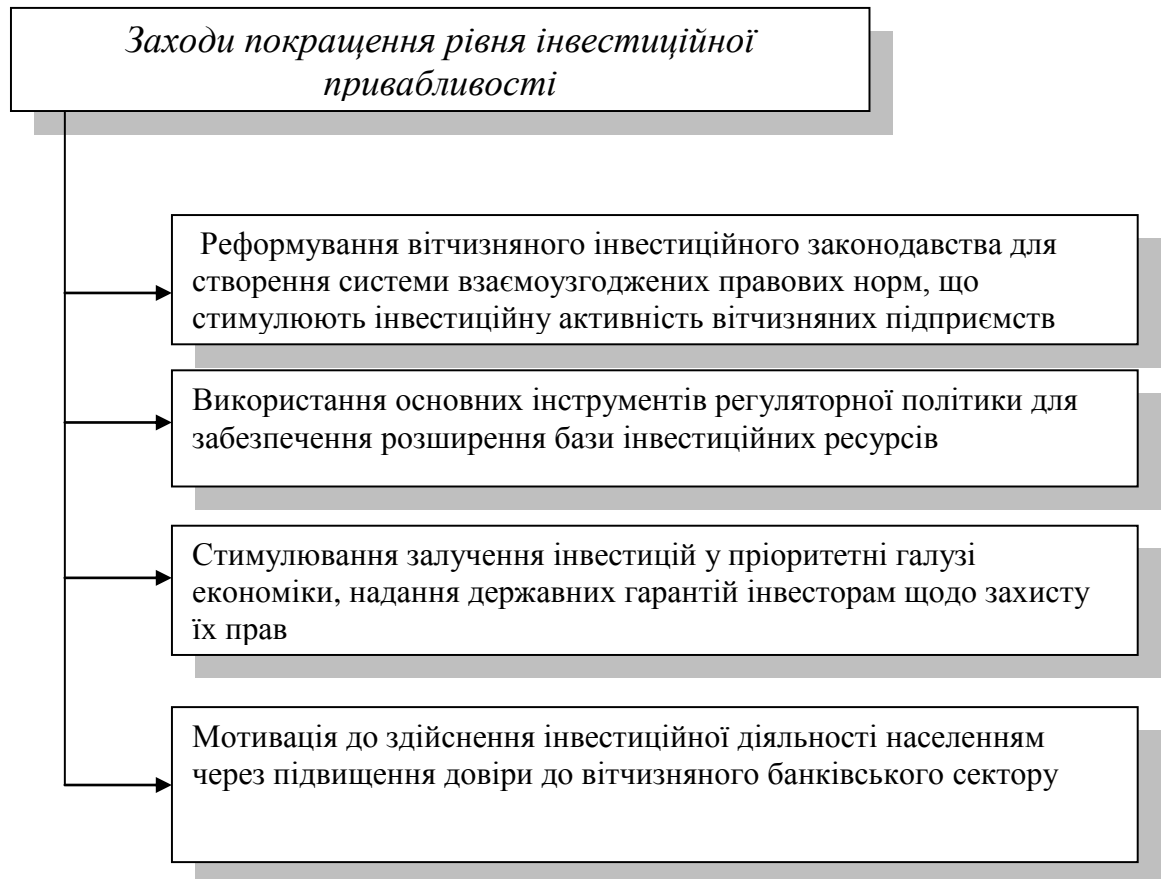 Заходи покращення рівня інвестиційної
привабливості
Реформування вітчизняного інвестиційного законодавства для
створення системи взаємоузгоджених правових норм, що
стимулюють інвестиційну активність вітчизняних підприємств
Використання основних інструментів регуляторної політики для
забезпечення розширення бази інвестиційних ресурсів
Стимулювання залучення інвестицій у пріоритетні галузі
економіки, надання державних гарантій інвесторам щодо захисту
їх прав
Мотивація до здійснення інвестиційної діяльності населенням
через підвищення довіри до вітчизняного банківського сектору